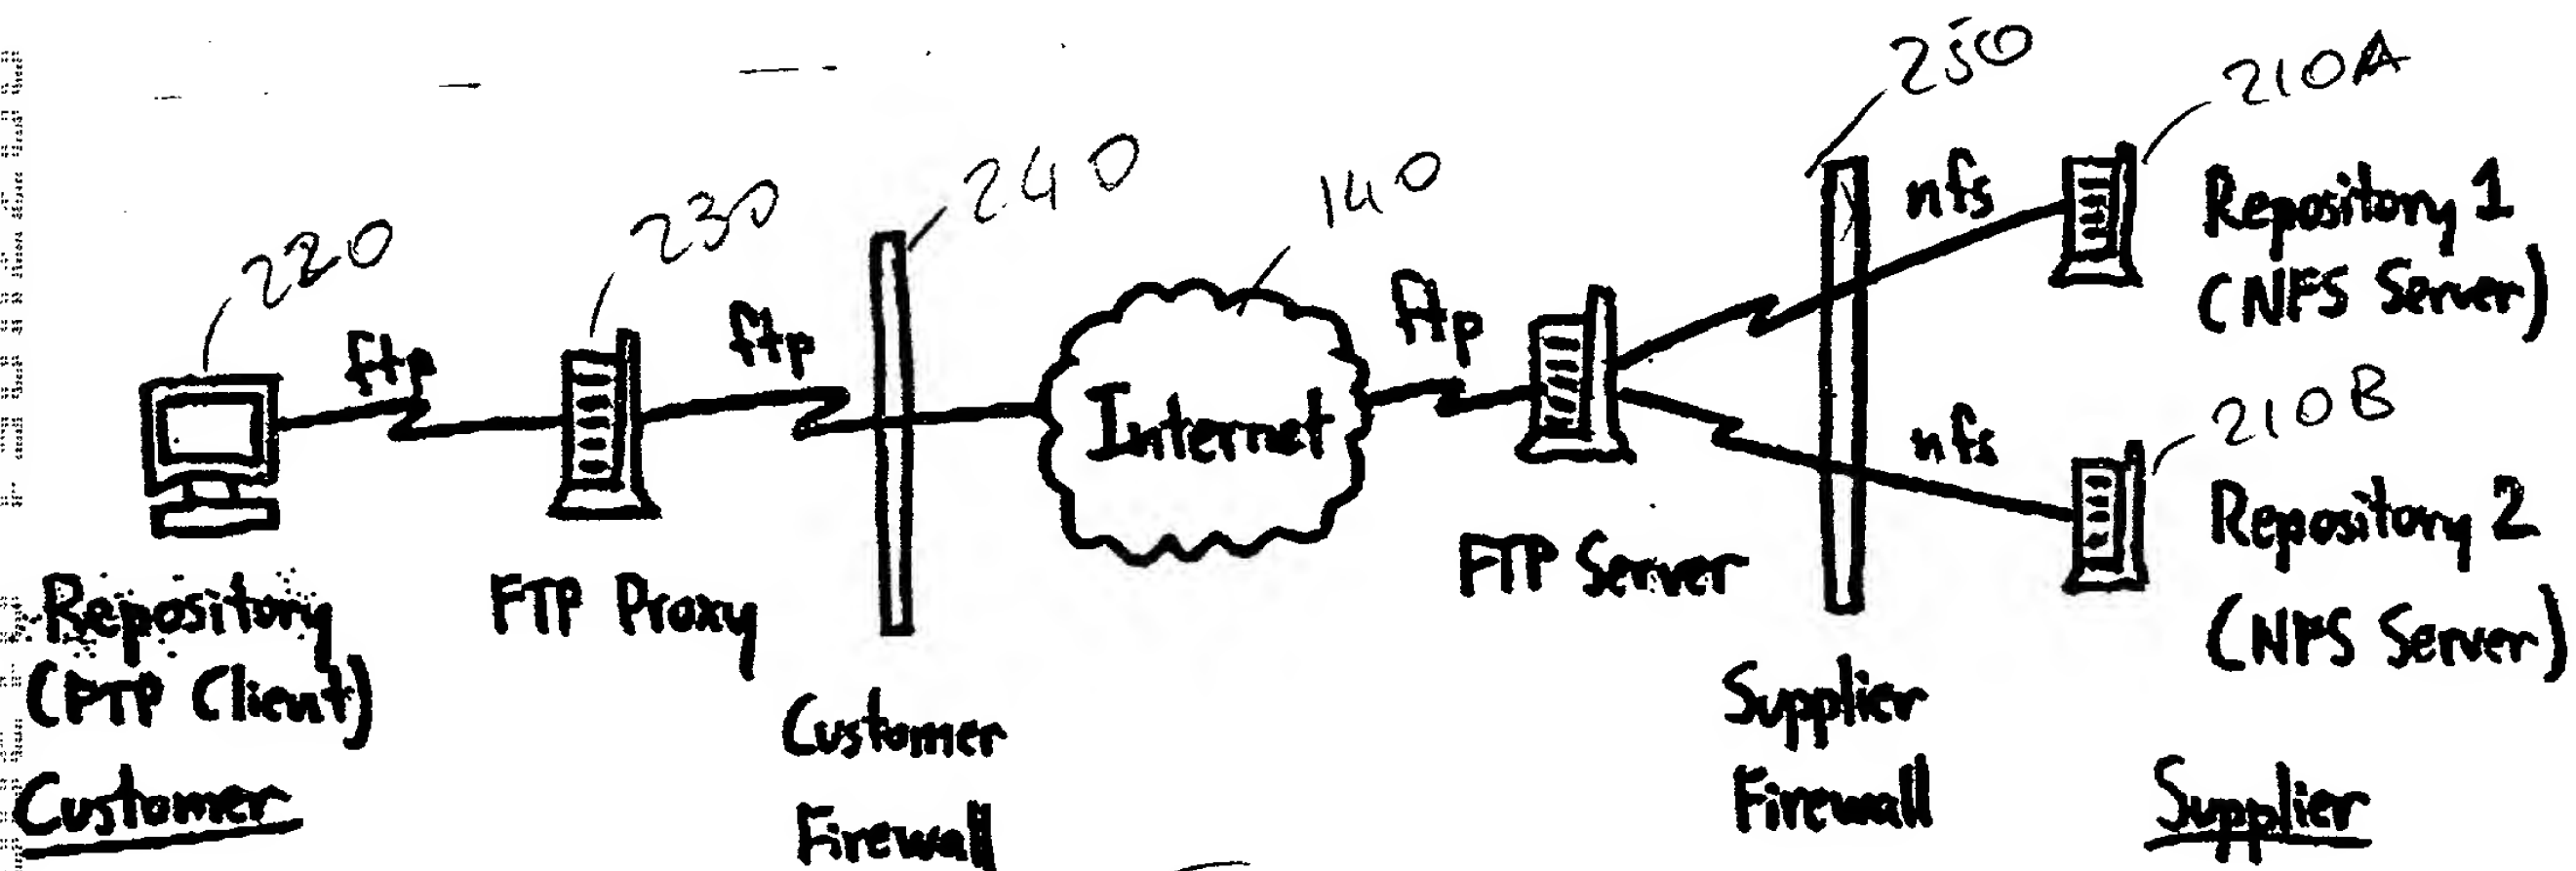 250
210A
240
140
230
220
nfs
Repository 1
(NFS Server)
ftp
ftp
ftp
Internet
210B
nfs
Repository 2
(NFS Server)
FTP Server
FTP Proxy
Repository
(FTP Client)
Customer
Firewall
Supplier
Firewall
Customer
Supplier